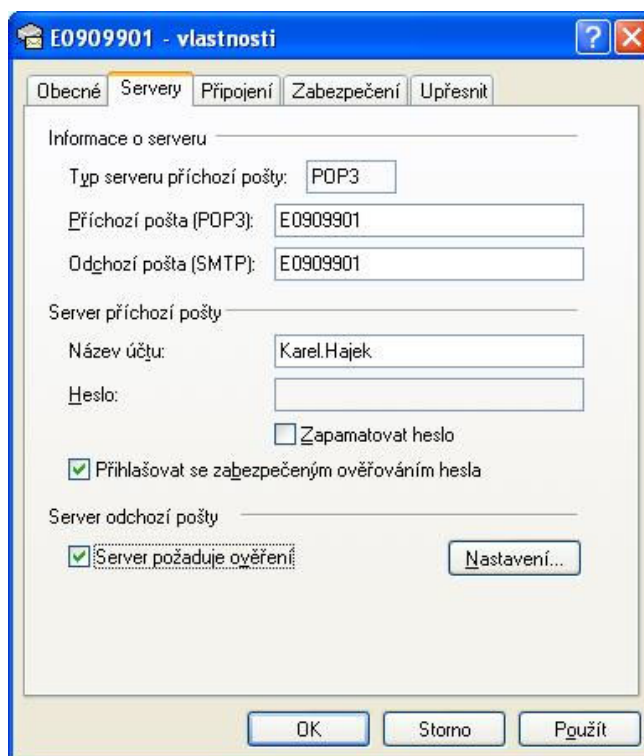 E0909901 - vlastnosti
Obecné Servery Připojení Zabezpečení Upřesnit
Informace o serveru
Typ serveru příchozí pošty: POP3
Příchozí pošta (POP3): E0909901
Odchozí pošta (SMTP): E0909901
Server příchozí pošty
Název účtu: Karel.Hajek
Heslo:
Zapamatovat heslo
Přihlašovat se zabezpečeným ověřováním hesla
Server odchozí pošty
Server požaduje ověření Nastavení...
OK Storno Použít